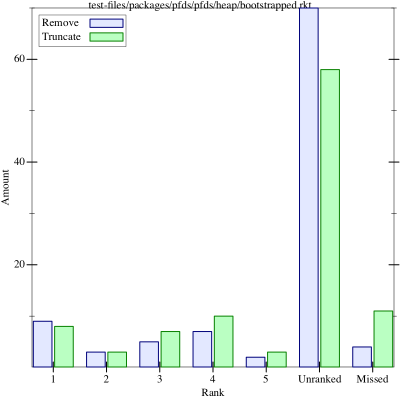 test-files/packages/pfds/pfds/heap/bootstrapped.rkt
Remove
Truncate
60
40
20
Amount
1 2 3 4 5 Unranked Missed
Rank